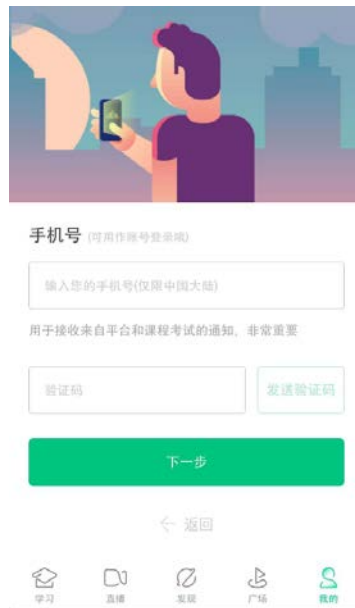 手机号 (可用作账号登录哦)
输入您的手机号(仅限中国大陆)
用于接收来自平台和课程考试的通知，非常重要
验证码 发送验证码
下一步
← 返回
学习 直播 发现 广场 我的